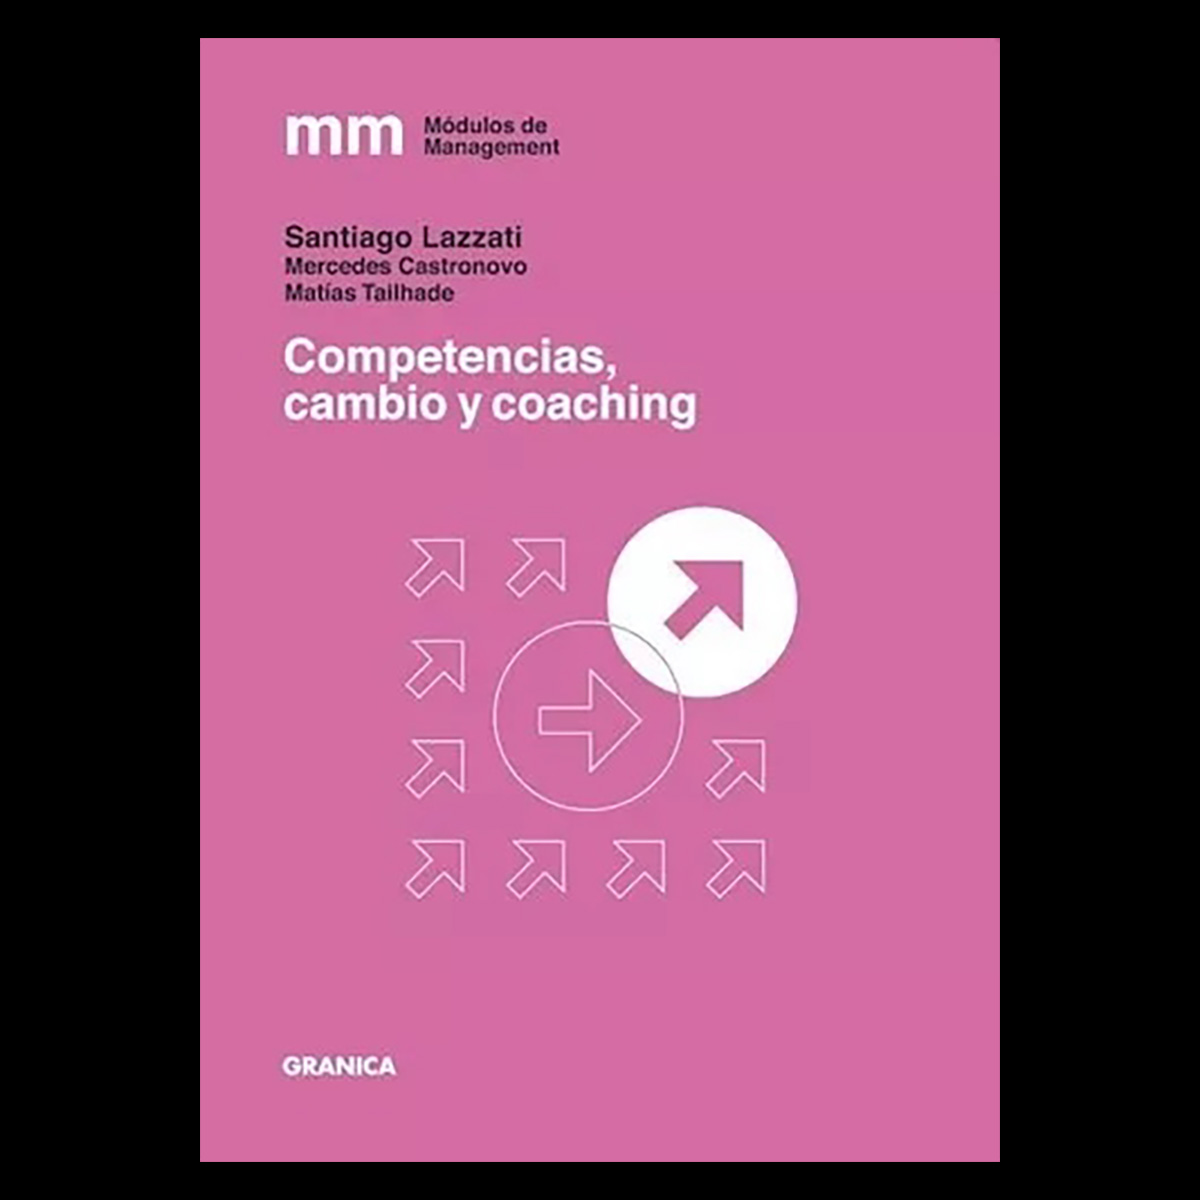 mm
Módulos de
Management
Santiago Lazzati
Mercedes Castronovo
Matías Tailhade
Competencias,
cambio y coaching
GRANICA